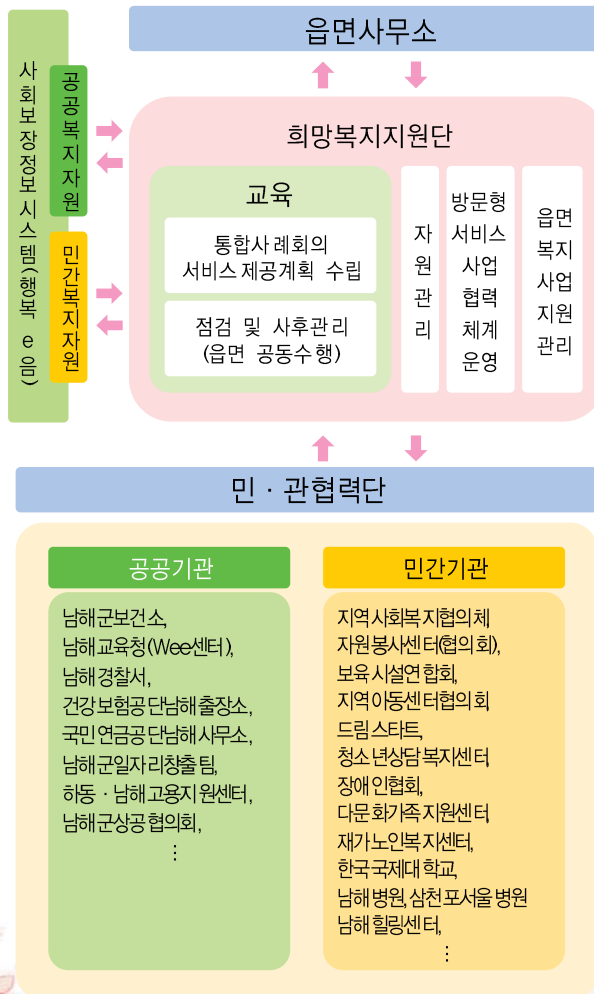 읍면사무소
사회보장정보시스템(행복 e 음)
공공복지자원
민간복지자원
희망복지지원단
교육
통합사례회의
서비스 제공계획 수립
점검 및 사후관리
(읍면 공동수행)
자원관리
방문형
서비스
사업
협력
체계
운영
읍면
복지
사업
지원
관리
민 · 관협력단
공공기관
남해군보건소,
남해교육청(Wee센터),
남해경찰서,
건강보험공단남해출장소,
국민연금공단남해사무소,
남해군일자리창출팀,
하동 · 남해고용지원센터,
남해군상공협의회,
⋮
민간기관
지역사회복지협의체,
자원봉사센터(협의회),
보육시설연합회,
지역아동센터협의회,
드림스타트,
청소년상담복지센터,
장애인협회,
다문화가족지원센터,
재가노인복지센터,
한국국제대학교,
남해병원, 삼천포서울병원
남해힐링센터,
⋮